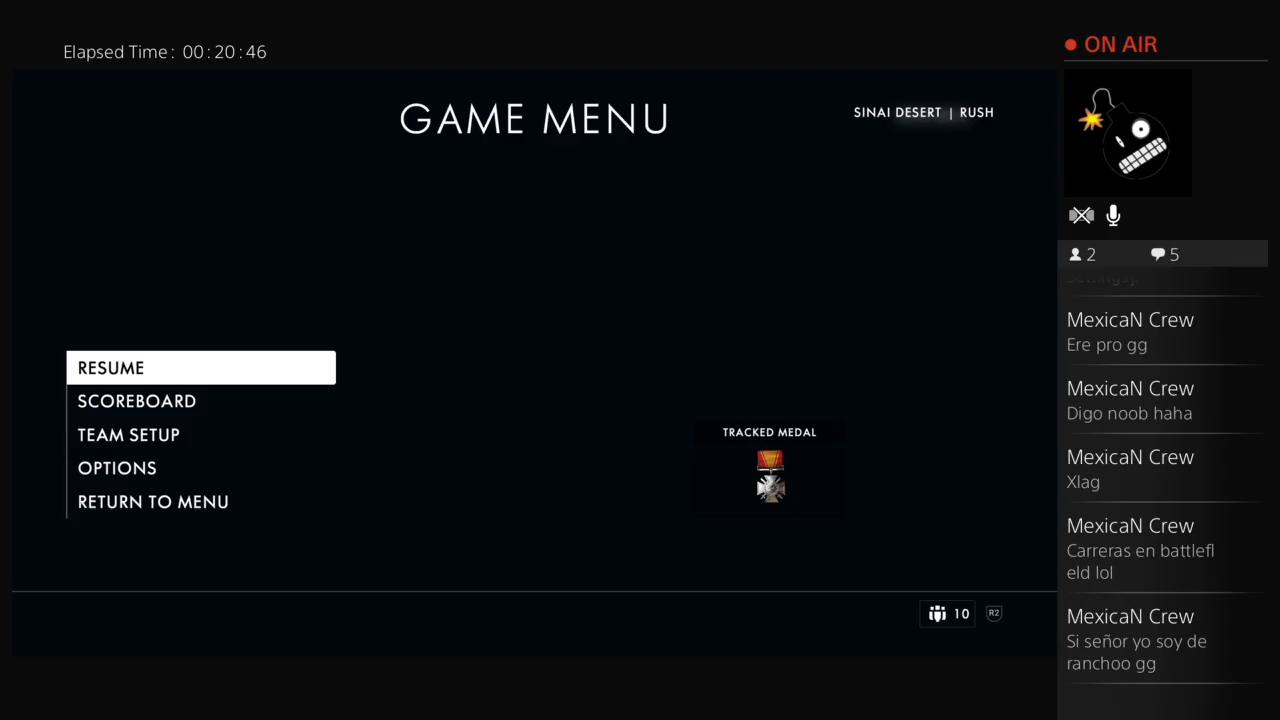 Elapsed Time: 00:20:46
ON AIR
GAME MENU
SINAI DESERT | RUSH
2
5
MexicaN Crew
Ere pro gg
MexicaN Crew
Digo noob haha
MexicaN Crew
Xlag
MexicaN Crew
Carreras en battlefi
eld lol
MexicaN Crew
Si señor yo soy de
ranchoo gg
RESUME
SCOREBOARD
TEAM SETUP
OPTIONS
RETURN TO MENU
TRACKED MEDAL
10
R2